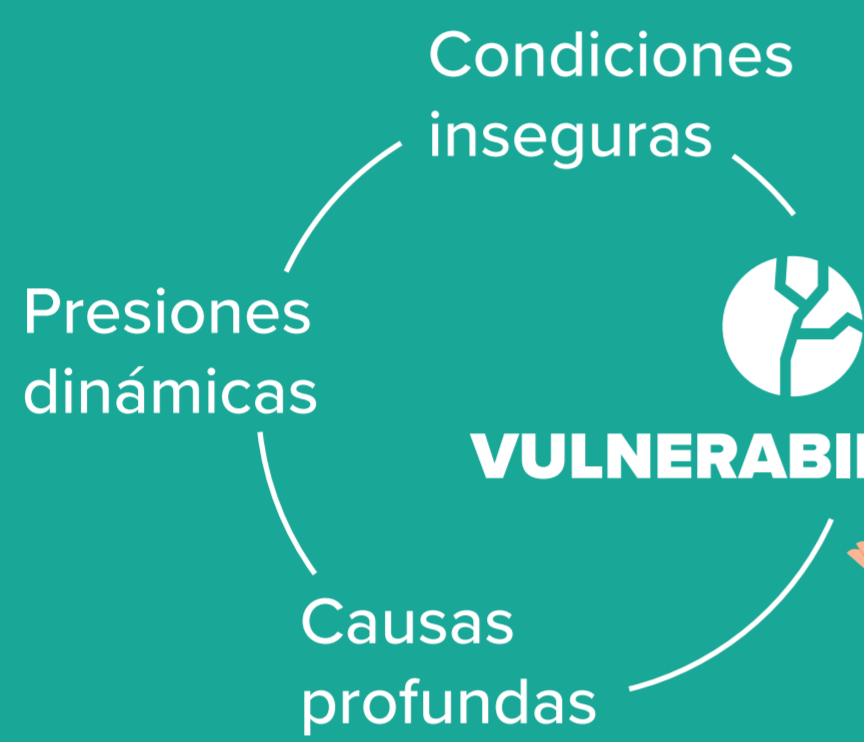 Condiciones
inseguras
Presiones
dinámicas
VULNERABI
Causas
profundas